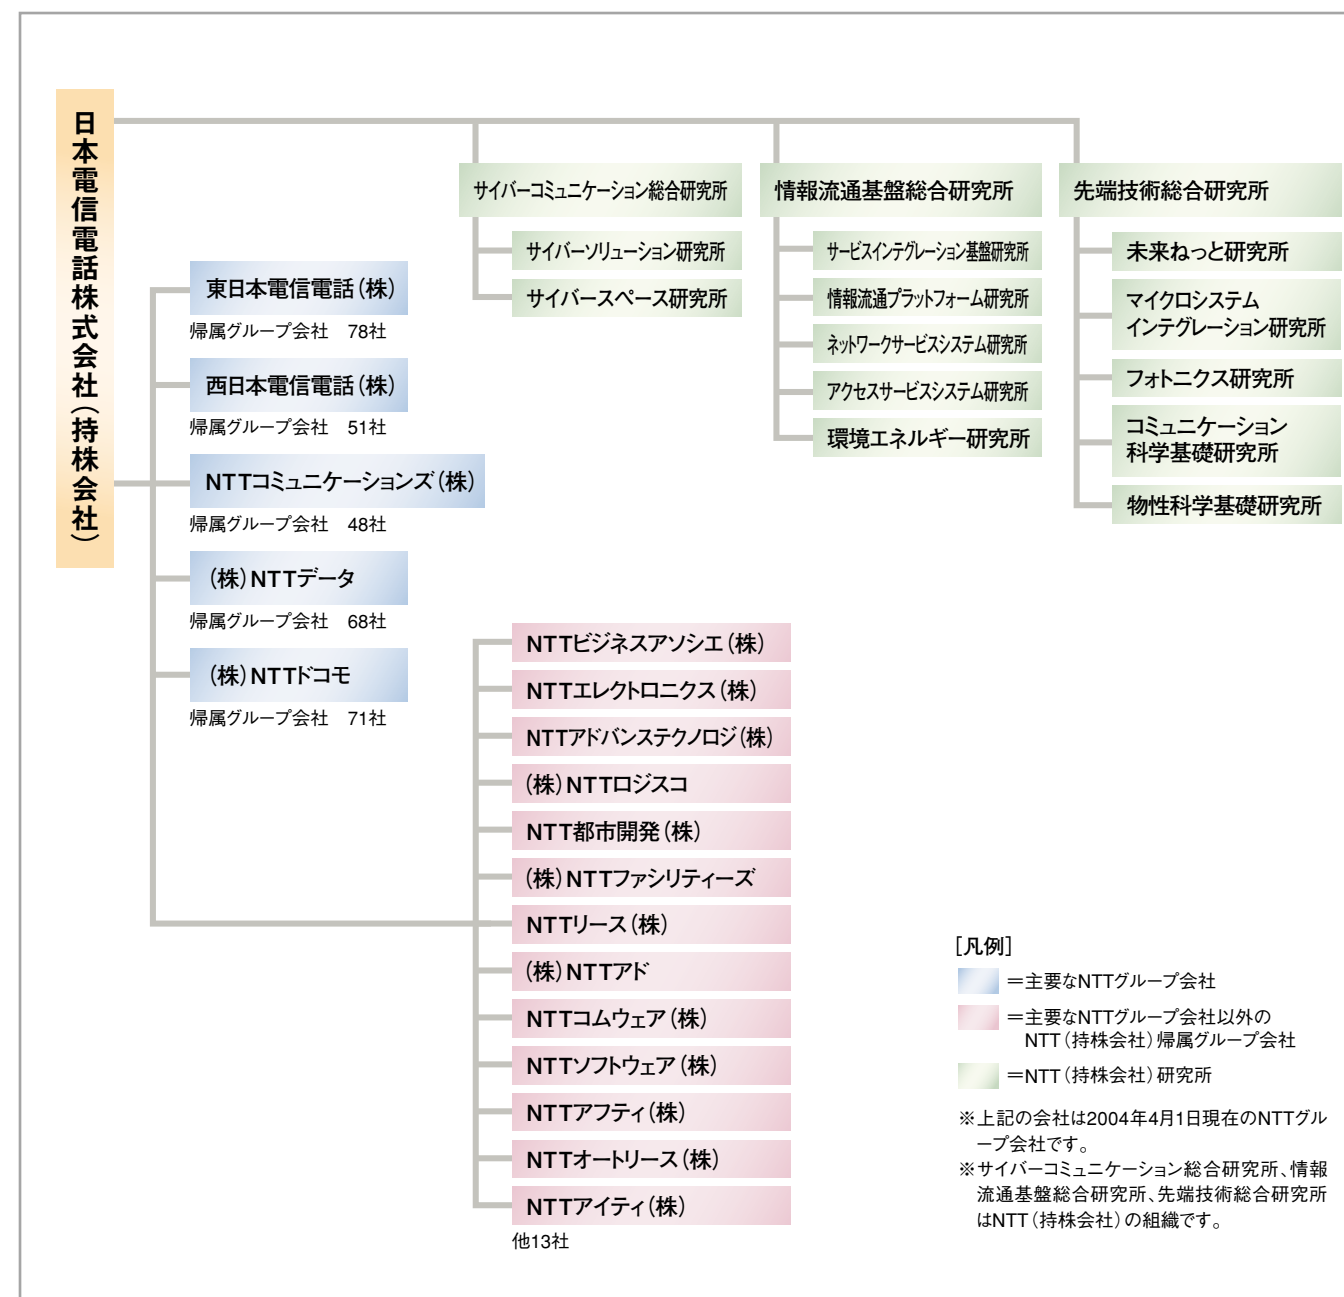 日本電信電話株式会社（持株会社）
サイバーコミュニケーション総合研究所
サイバーソリューション研究所
サイバースペース研究所
情報流通基盤総合研究所
サービスインテグレーション基盤研究所
情報流通プラットフォーム研究所
ネットワークサービスシステム研究所
アクセスサービスシステム研究所
環境エネルギー研究所
先端技術総合研究所
未来ねっと研究所
マイクロシステム
インテグレーション研究所
フォトニクス研究所
コミュニケーション
科学基礎研究所
物性科学基礎研究所
東日本電信電話（株）
帰属グループ会社　78社
西日本電信電話（株）
帰属グループ会社　51社
NTTコミュニケーションズ（株）
帰属グループ会社　48社
（株）NTTデータ
帰属グループ会社　68社
（株）NTTドコモ
帰属グループ会社　71社
NTTビジネスアソシエ（株）
NTTエレクトロニクス（株）
NTTアドバンステクノロジ（株）
（株）NTTロジスコ
NTT都市開発（株）
（株）NTTファシリティーズ
NTTリース（株）
（株）NTTアド
NTTコムウェア（株）
NTTソフトウェア（株）
NTTアフティ（株）
NTTオートリース（株）
NTTアイティ（株）
他13社
［凡例］
＝主要なNTTグループ会社
＝主要なNTTグループ会社以外の
NTT（持株会社）帰属グループ会社
＝NTT（持株会社）研究所
※上記の会社は2004年4月1日現在のNTTグル
ープ会社です。
※サイバーコミュニケーション総合研究所、情報
流通基盤総合研究所、先端技術総合研究所
はNTT（持株会社）の組織です。